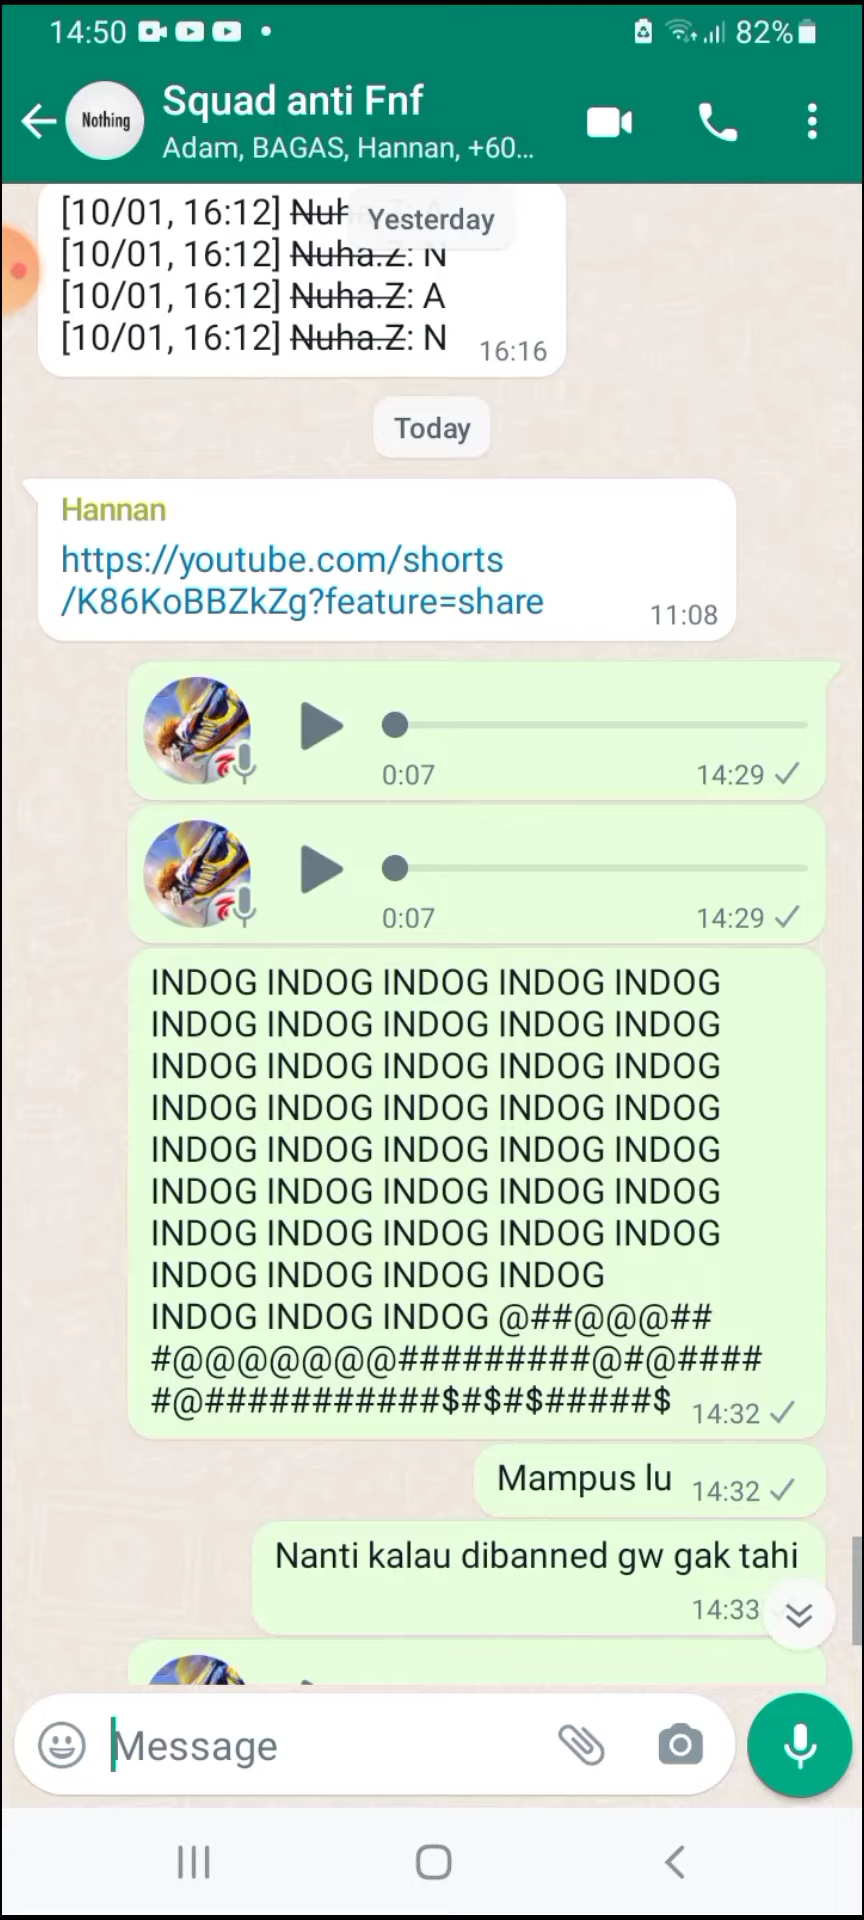 14:50
82%
Nothing
Squad anti Fnf
Adam, BAGAS, Hannan, +60...
[10/01, 16:12]
Yesterday
[10/01, 16:12] Nuha.Z: N
[10/01, 16:12] Nuha.Z: A
[10/01, 16:12] Nuha.Z: N
16:16
Today
Hannan
https://youtube.com/shorts
/K86KoBBZkZg?feature=share
11:08
0:07
14:29
0:07
14:29
INDOG INDOG INDOG INDOG INDOG
INDOG INDOG INDOG INDOG INDOG
INDOG INDOG INDOG INDOG INDOG
INDOG INDOG INDOG INDOG INDOG
INDOG INDOG INDOG INDOG INDOG
INDOG INDOG INDOG INDOG INDOG
INDOG INDOG INDOG INDOG INDOG
INDOG INDOG INDOG INDOG
INDOG INDOG INDOG @##@@@##
#@@@@@@@#########@#@####
#@###########$#$#$#####$
14:32
Mampus lu
14:32
Nanti kalau dibanned gw gak tahi
14:33
Message